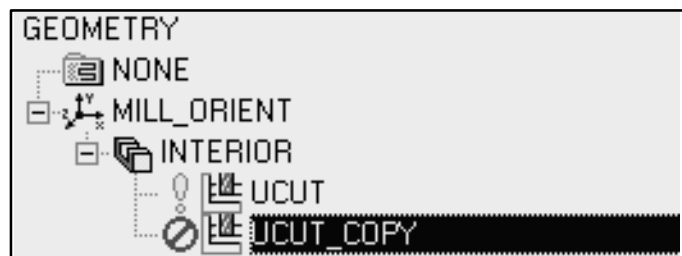 GEOMETRY
NONE
MILL_ORIENT
INTERIOR
UCUT
UCUT_COPY